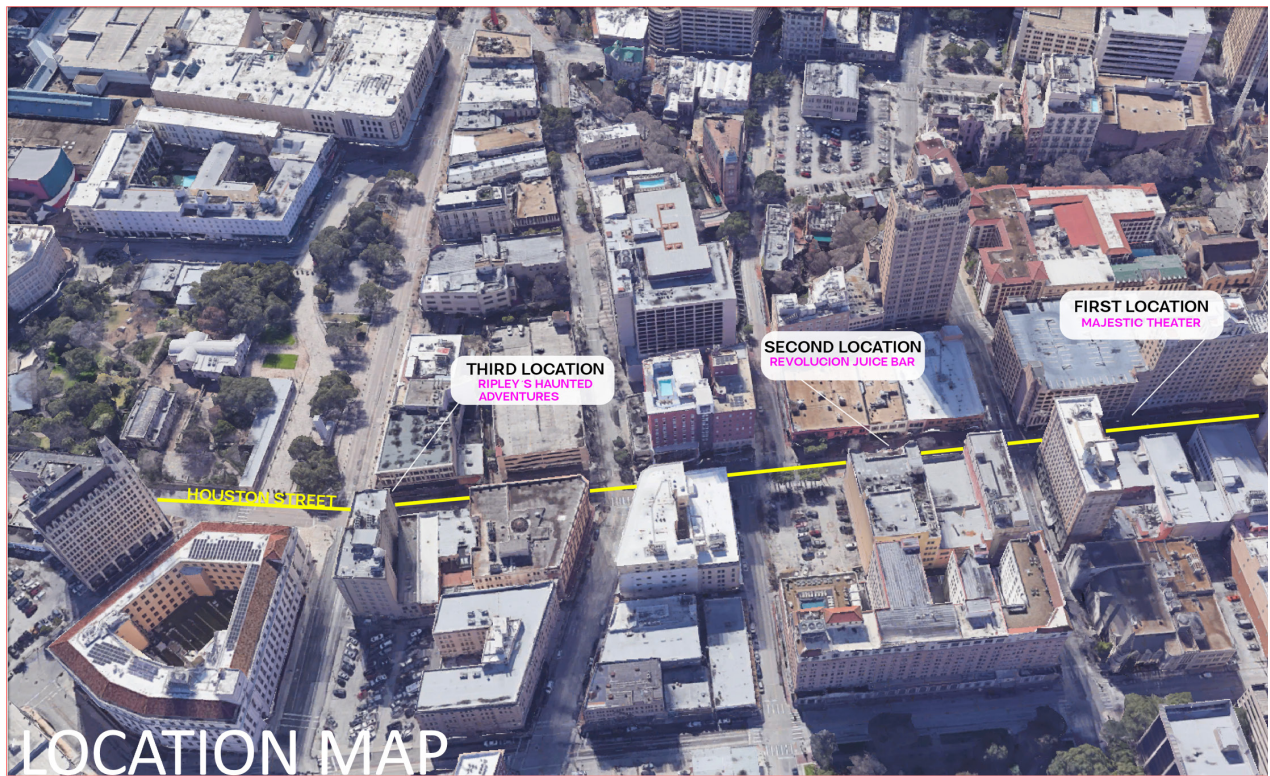 FIRST LOCATION
MAJESTIC THEATER
SECOND LOCATION
REVOLUCION JUICE BAR
THIRD LOCATION
RIPLEY´S HAUNTED
ADVENTURES
HOUSTON STREET
LOCATION MAP